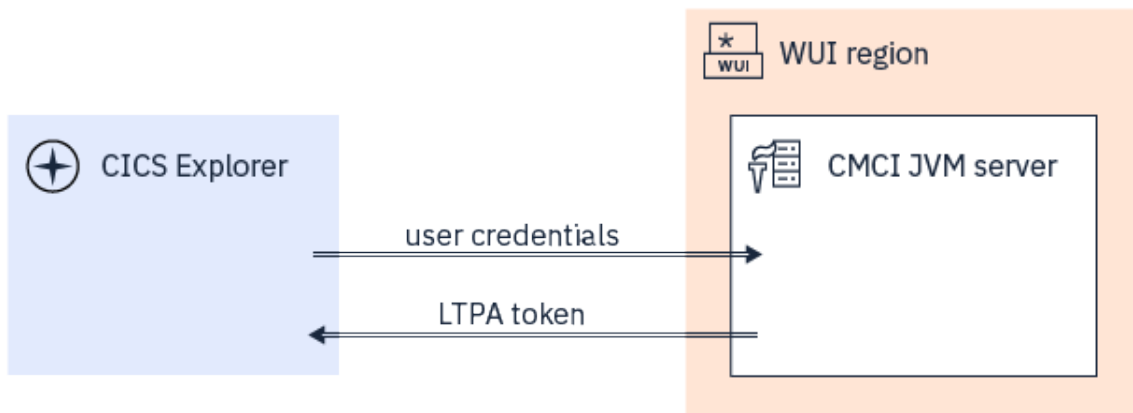 *
WUI
WUI region
CICS Explorer
CMCI JVM server
user credentials
LTPA token